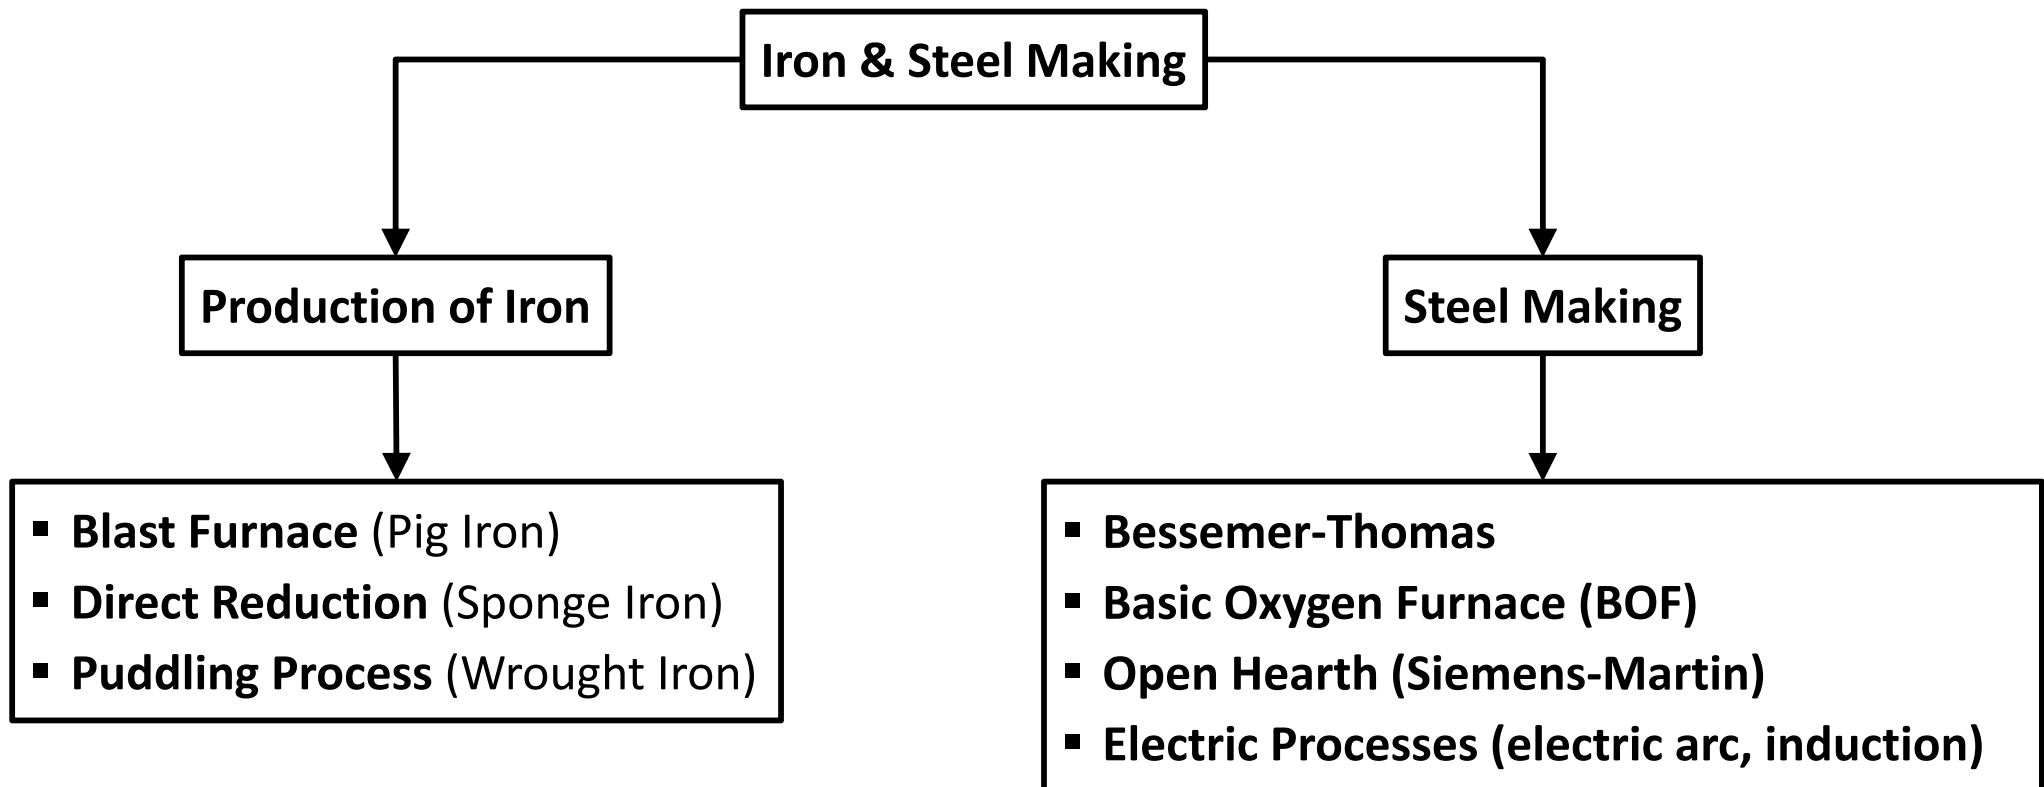 Iron & Steel Making
Production of Iron
Steel Making
▪ Blast Furnace (Pig Iron)
▪ Direct Reduction (Sponge Iron)
▪ Puddling Process (Wrought Iron)
▪ Bessemer-Thomas
▪ Basic Oxygen Furnace (BOF)
▪ Open Hearth (Siemens-Martin)
▪ Electric Processes (electric arc, induction)